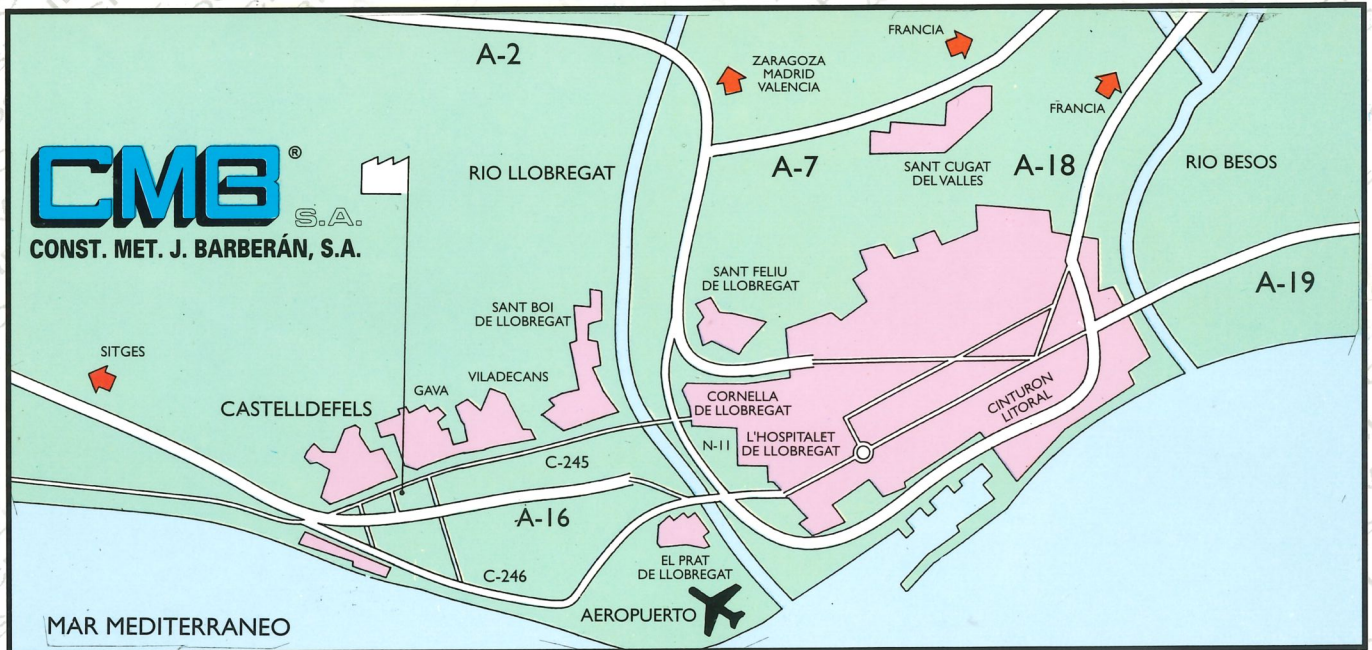 A-2
FRANCIA
ZARAGOZA
MADRID
VALENCIA
FRANCIA
CMB®
S.A.
CONST. MET. J. BARBERÁN, S.A.
RIO LLOBREGAT
A-7
SANT CUGAT
DEL VALLES
A-18
RIO BESOS
SANT FELIU
DE LLOBREGAT
A-19
SANT BOI
DE LLOBREGAT
SITGES
GAVA
VILADECANS
CASTELLDEFELS
CORNELLA
DE LLOBREGAT
CINTURON
LITORAL
N-11
L'HOSPITALET
DE LLOBREGAT
C-245
A-16
EL PRAT
DE LLOBREGAT
C-246
AEROPUERTO
MAR MEDITERRANEO